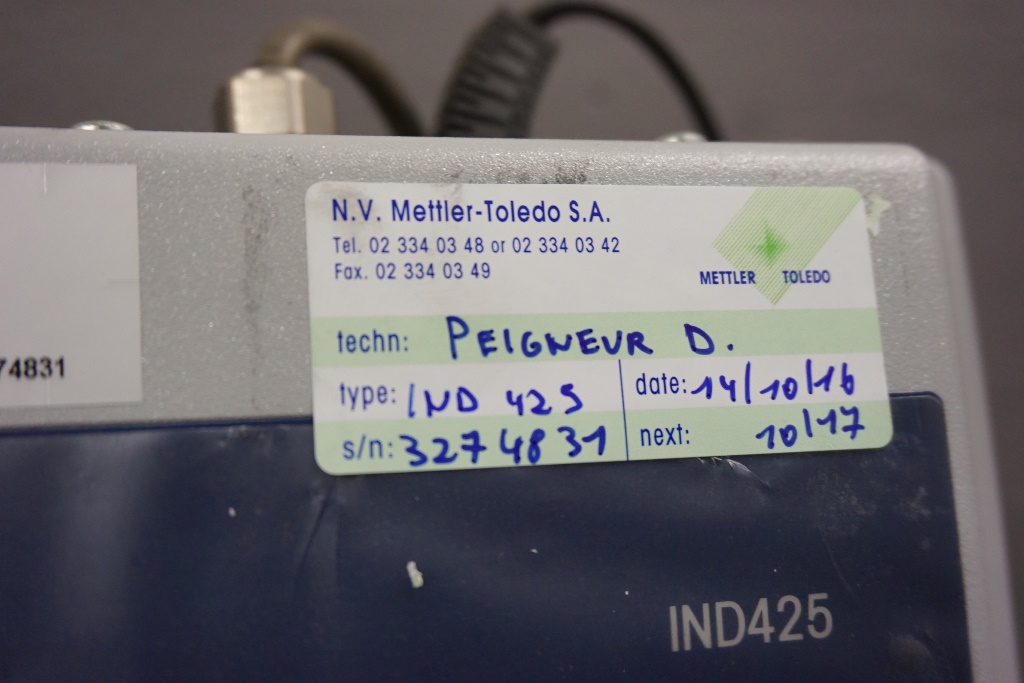 N.V. Mettler-Toledo S.A.
Tel. 02 334 03 48 or 02 334 03 42
Fax. 02 334 03 49
METTLER TOLEDO
techn: PEIGNEUR D.
type: IND 425
date: 14/10/16
s/n: 3274831
next: 10/17
74831
IND425